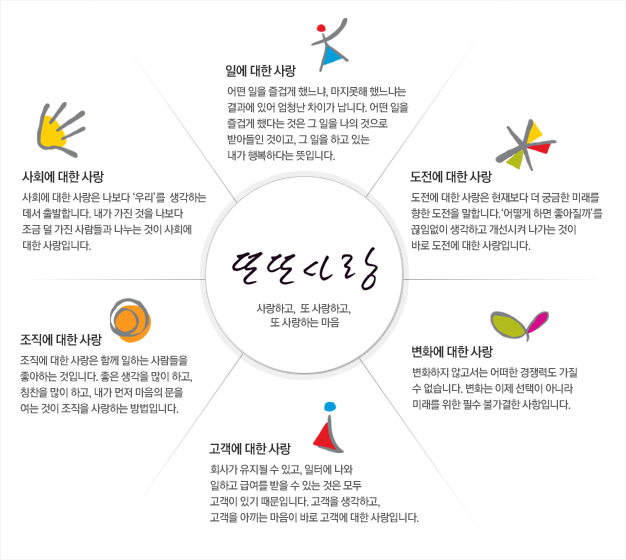 일에 대한 사랑
어떤 일을 즐겁게 했느냐, 마지못해 했느냐는
결과에 있어 엄청난 차이가 납니다. 어떤 일을
즐겁게 했다는 것은 그 일을 나의 것으로
받아들인 것이고, 그 일을 하고 있는
내가 행복하다는 뜻입니다.
도전에 대한 사랑
도전에 대한 사랑은 현재보다 더 궁금한 미래를
향한 도전을 말합니다. '어떻게 하면 좋아질까'를
끊임없이 생각하고 개선시켜 나가는 것이
바로 도전에 대한 사랑입니다.
변화에 대한 사랑
변화하지 않고서는 어떠한 경쟁력도 가질
수 없습니다. 변화는 이제 선택이 아니라
미래를 위한 필수 불가결한 사항입니다.
고객에 대한 사랑
회사가 유지될 수 있고, 일터에 나와
일하고 급여를 받을 수 있는 것은 모두
고객이 있기 때문입니다. 고객을 생각하고,
고객을 아끼는 마음이 바로 고객에 대한 사랑입니다.
조직에 대한 사랑
조직에 대한 사랑은 함께 일하는 사람들을
좋아하는 것입니다. 좋은 생각을 많이 하고,
칭찬을 많이 하고, 내가 먼저 마음의 문을
여는 것이 조직을 사랑하는 방법입니다.
사회에 대한 사랑
사회에 대한 사랑은 나보다 '우리'를 생각하는
데서 출발합니다. 내가 가진 것을 나보다
조금 덜 가진 사람들과 나누는 것이 사회에
대한 사랑입니다.
또또사랑
사랑하고, 또 사랑하고,
또 사랑하는 마음